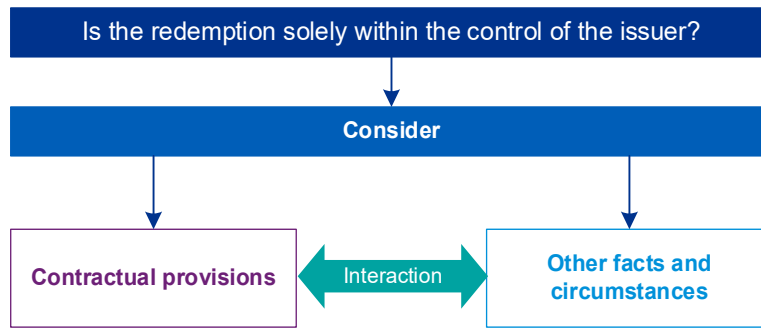 Is the redemption solely within the control of the issuer?
Consider
Contractual provisions
Interaction
Other facts and
circumstances